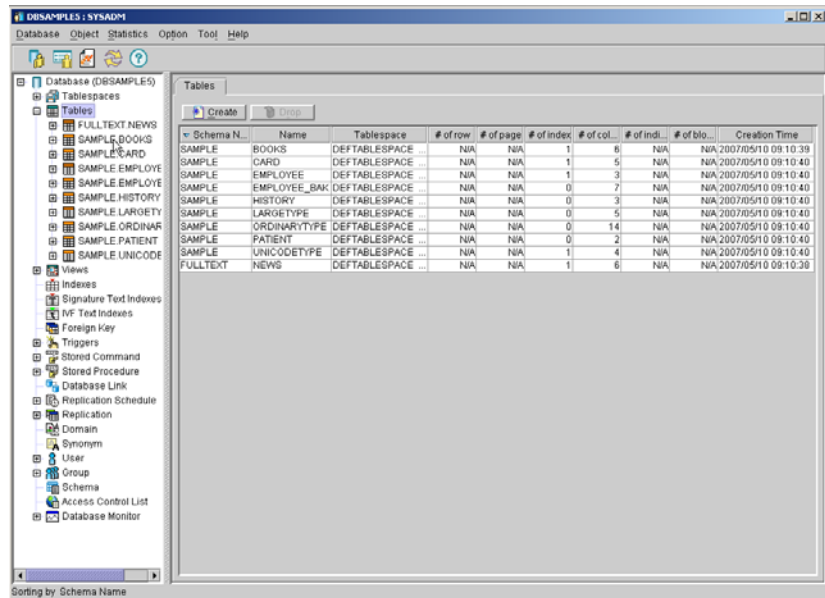 DBSAMPLE5 : SYSADM
Database Object Statistics Option Tool Help
Database (DBSAMPLE5)
Tablespaces
Tables
FULLTEXT.NEWS
SAMPLE.BOOKS
SAMPLE.CARD
SAMPLE.EMPLOYE
SAMPLE.EMPLOYE
SAMPLE.HISTORY
SAMPLE.LARGETY
SAMPLE.ORDINAR
SAMPLE.PATIENT
SAMPLE.UNICODE
Views
Indexes
Signature Text Indexes
IVF Text Indexes
Foreign Key
Triggers
Stored Command
Stored Procedure
Database Link
Replication Schedule
Replication
Domain
Synonym
User
Group
Schema
Access Control List
Database Monitor
Tables
Create Drop
Schema N... Name Tablespace # of row # of page # of index # of col... # of indi... # of blo... Creation Time
SAMPLE BOOKS DEFTABLESPACE ... N/A N/A 1 6 N/A N/A 2007/05/10 09:10:39
SAMPLE CARD DEFTABLESPACE ... N/A N/A 1 5 N/A N/A 2007/05/10 09:10:40
SAMPLE EMPLOYEE DEFTABLESPACE ... N/A N/A 1 3 N/A N/A 2007/05/10 09:10:40
SAMPLE EMPLOYEE_BAK DEFTABLESPACE ... N/A N/A 0 7 N/A N/A 2007/05/10 09:10:40
SAMPLE HISTORY DEFTABLESPACE ... N/A N/A 0 3 N/A N/A 2007/05/10 09:10:40
SAMPLE LARGETYPE DEFTABLESPACE ... N/A N/A 0 5 N/A N/A 2007/05/10 09:10:40
SAMPLE ORDINARYTYPE DEFTABLESPACE ... N/A N/A 0 14 N/A N/A 2007/05/10 09:10:40
SAMPLE PATIENT DEFTABLESPACE ... N/A N/A 0 2 N/A N/A 2007/05/10 09:10:40
SAMPLE UNICODETYPE DEFTABLESPACE ... N/A N/A 1 4 N/A N/A 2007/05/10 09:10:40
FULLTEXT NEWS DEFTABLESPACE ... N/A N/A 1 6 N/A N/A 2007/05/10 09:10:38
Sorting by Schema Name